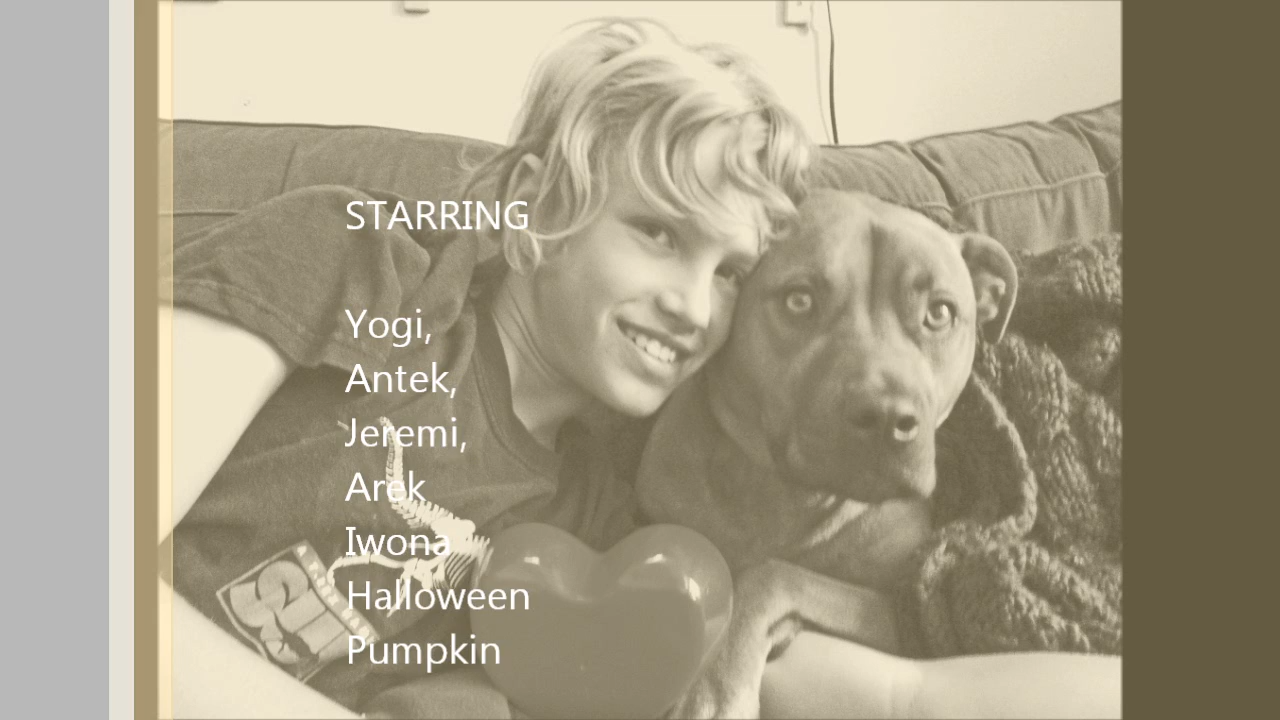 STARRING
Yogi,
Antek,
Jeremi,
Arek
Iwona
Halloween
Pumpkin